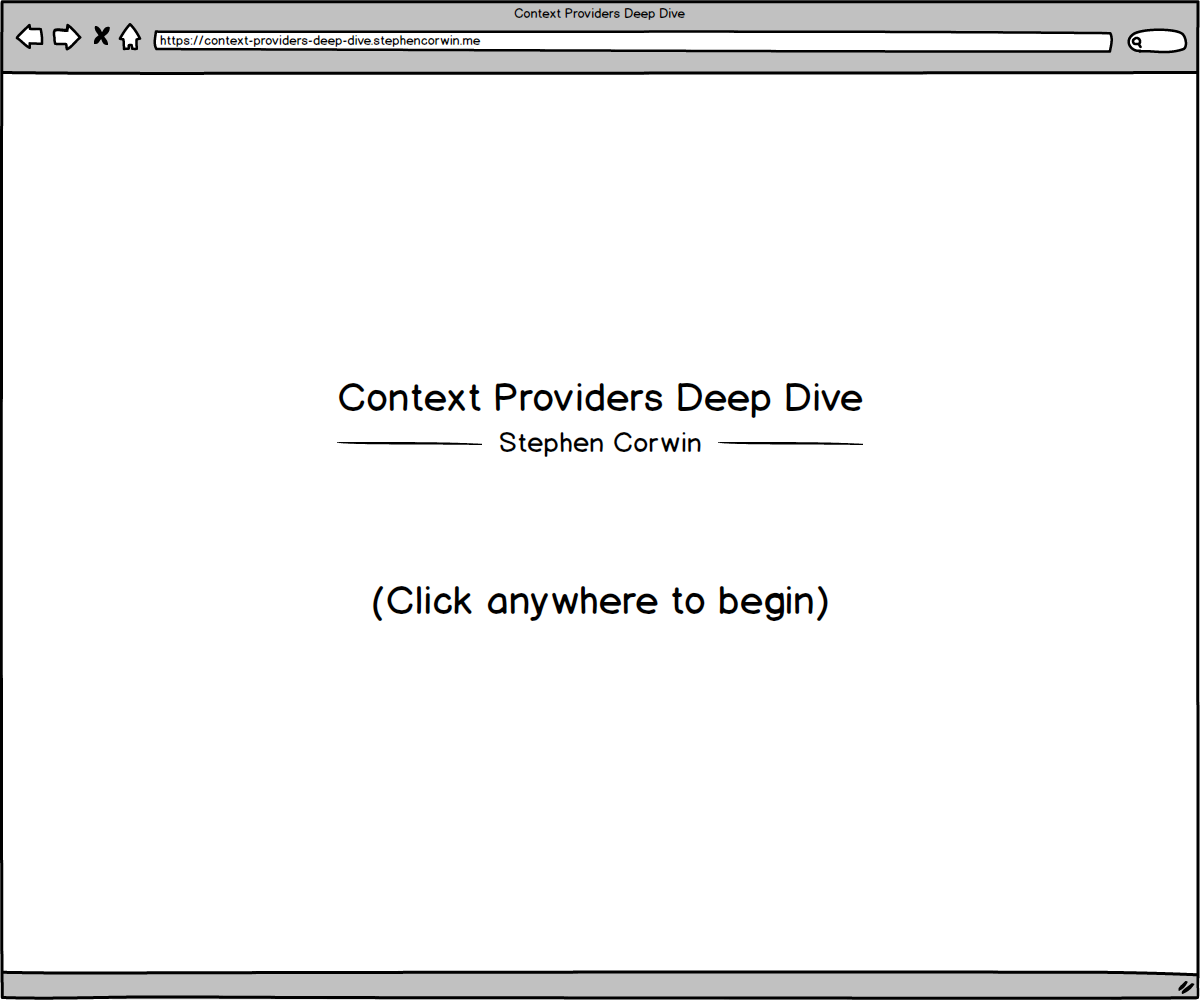 Context Providers Deep Dive
https://context-providers-deep-dive.stephencorwin.me
Context Providers Deep Dive
Stephen Corwin
(Click anywhere to begin)